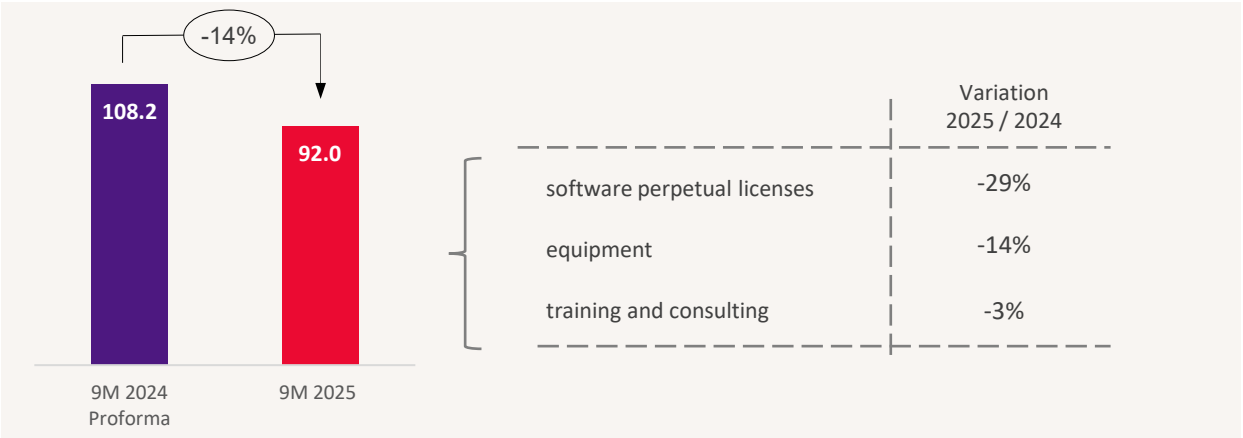 -14%
108.2
92.0
9M 2024
Proforma
9M 2025
Variation
2025 / 2024
software perpetual licenses
-29%
equipment
-14%
training and consulting
-3%